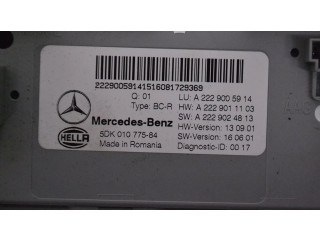 22290059141516081729369
Q: 01
LU: A 222 900 59 14
Type: BC-R
HW: A 222 901 11 03
SW: A 222 902 48 13
Mercedes-Benz
HW-Version: 13 09 01
HELLA
5DK 010 775-84
SW-Version: 16 06 01
Made in Romania
Diagnostic-ID: 00 17